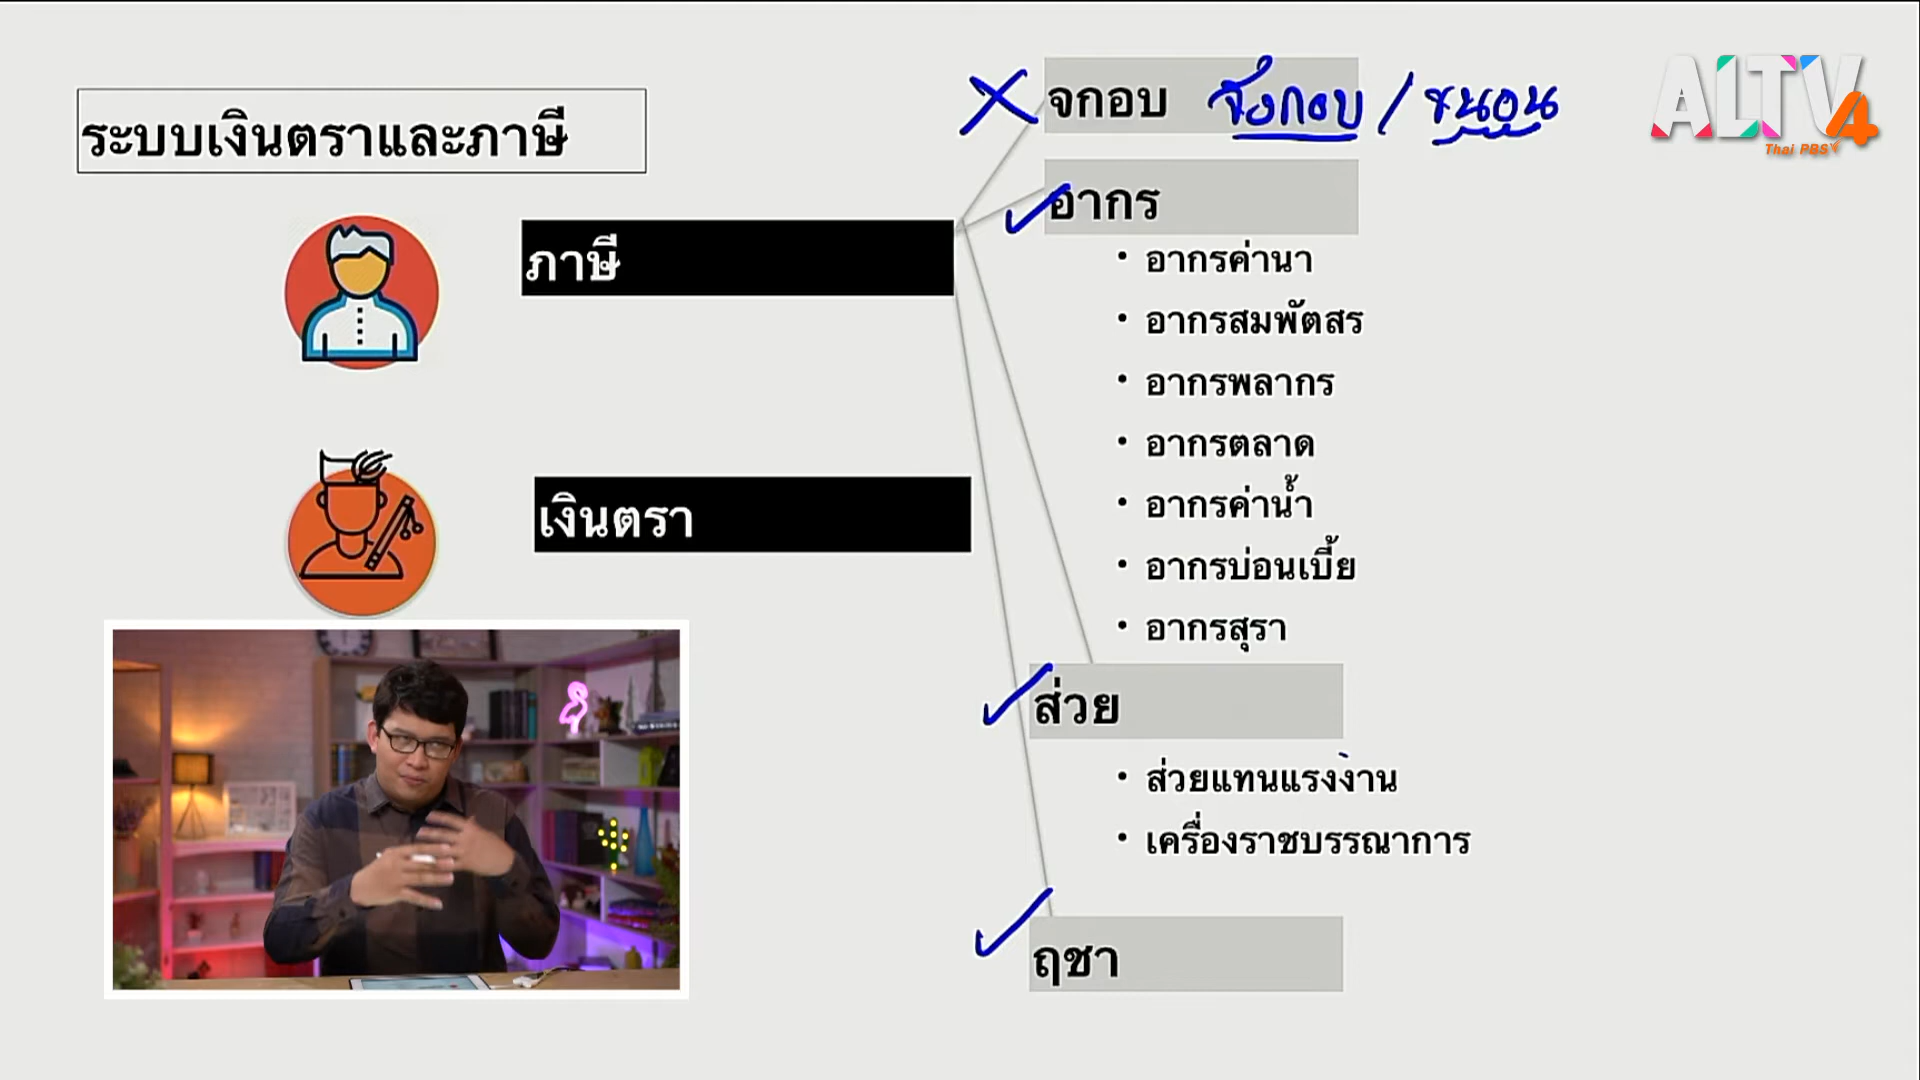 ระบบเงินตราและภาษี
ภาษี
เงินตรา
จกอบ จังกอบ / ขนอน
อากร
• อากรค่านา
• อากรสมพัตสร
• อากรพลากร
• อากรตลาด
• อากรค่าน้ำ
• อากรบ่อนเบี้ย
• อากรสุรา
ส่วย
• ส่วยแทนแรงงาน
• เครื่องราชบรรณาการ
ฤชา
ALTV4
Thai PBS